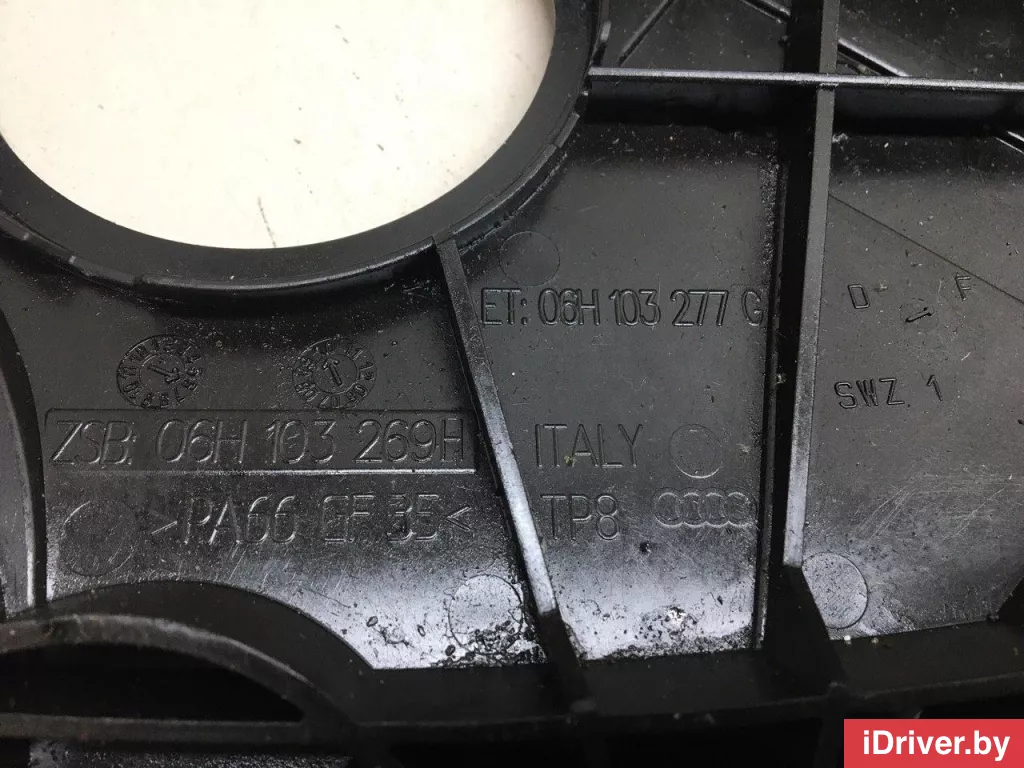 ET: 06H 103 277 G
D F
SWZ 1
ZSB: 06H 103 269H
ITALY
>PA66 GF 35<
TP8
iDriver.by